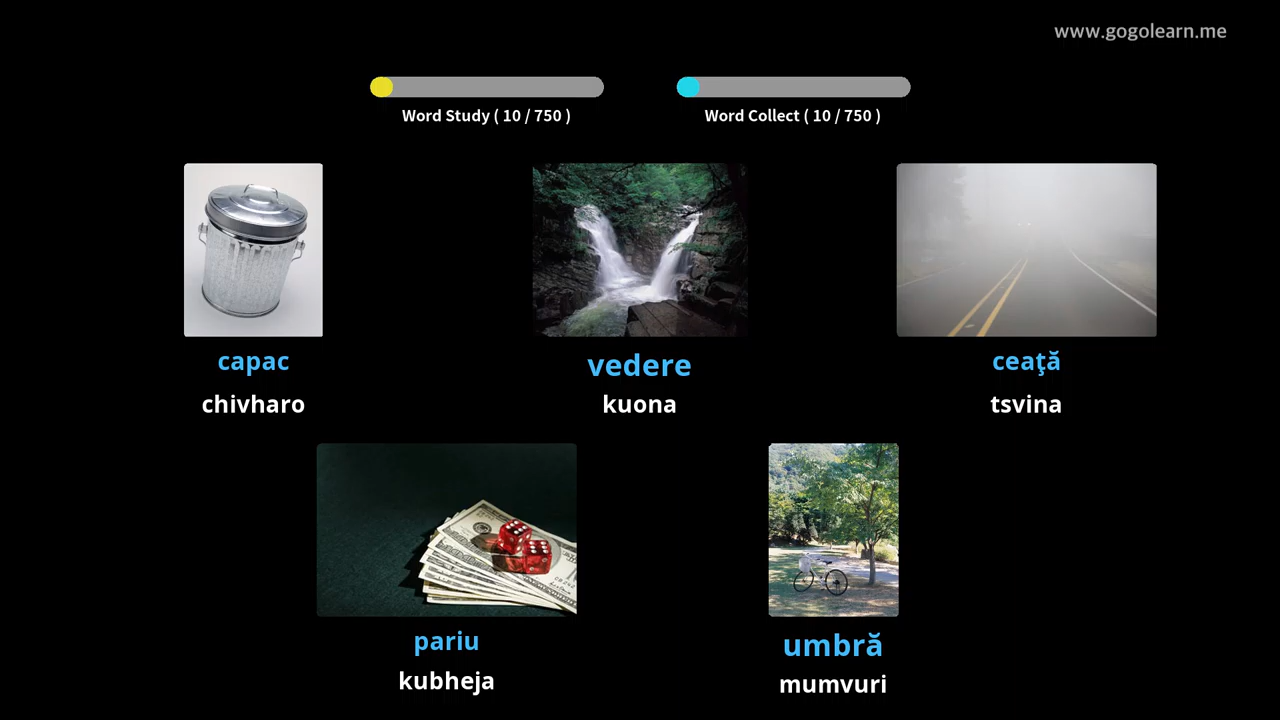 www.gogolearn.me
Word Study ( 10 / 750 )
Word Collect ( 10 / 750 )
capac
chivharo
vedere
kuona
ceaţă
tsvina
pariu
kubheja
umbră
mumvuri